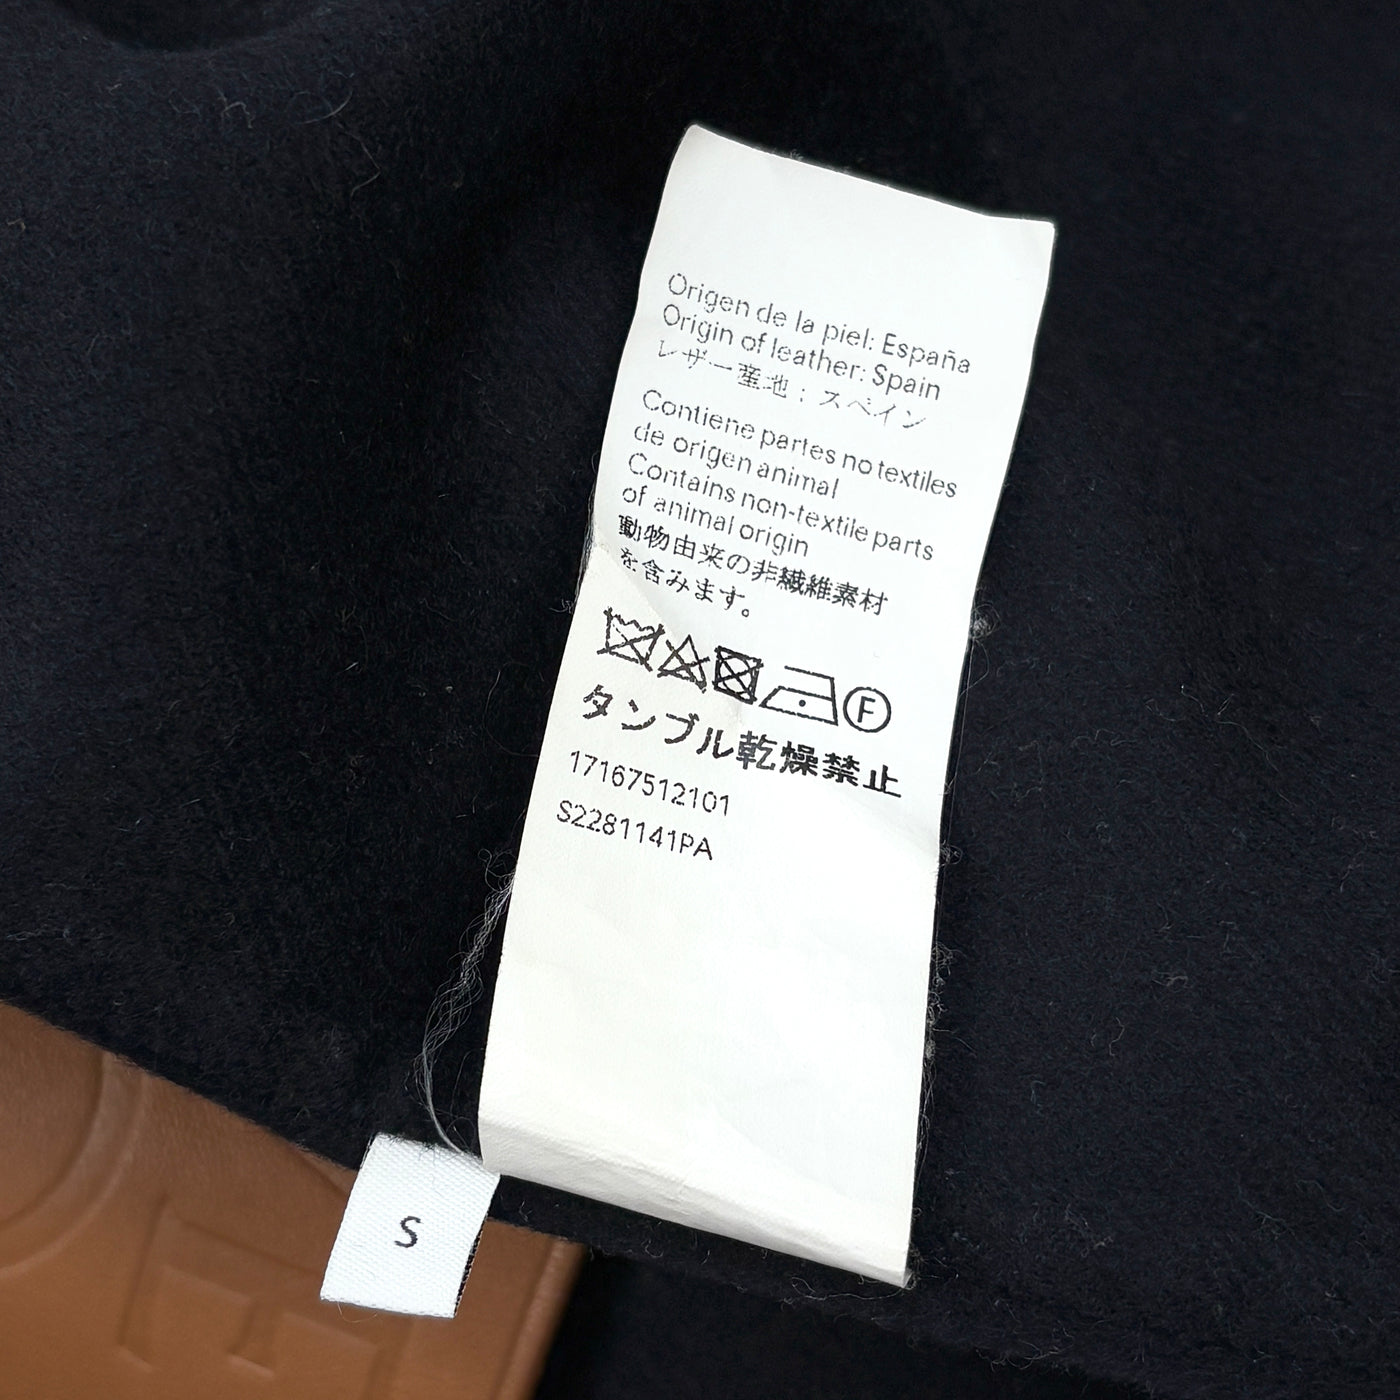 Origen de la piel: España
Origin of leather: Spain
レザー産地：スペイン
Contiene partes no textiles
de origen animal
Contains non-textile parts
of animal origin
動物由来の非繊維素材
を含みます。
F
タンブル乾燥禁止
17167512101
S2281141PA
S